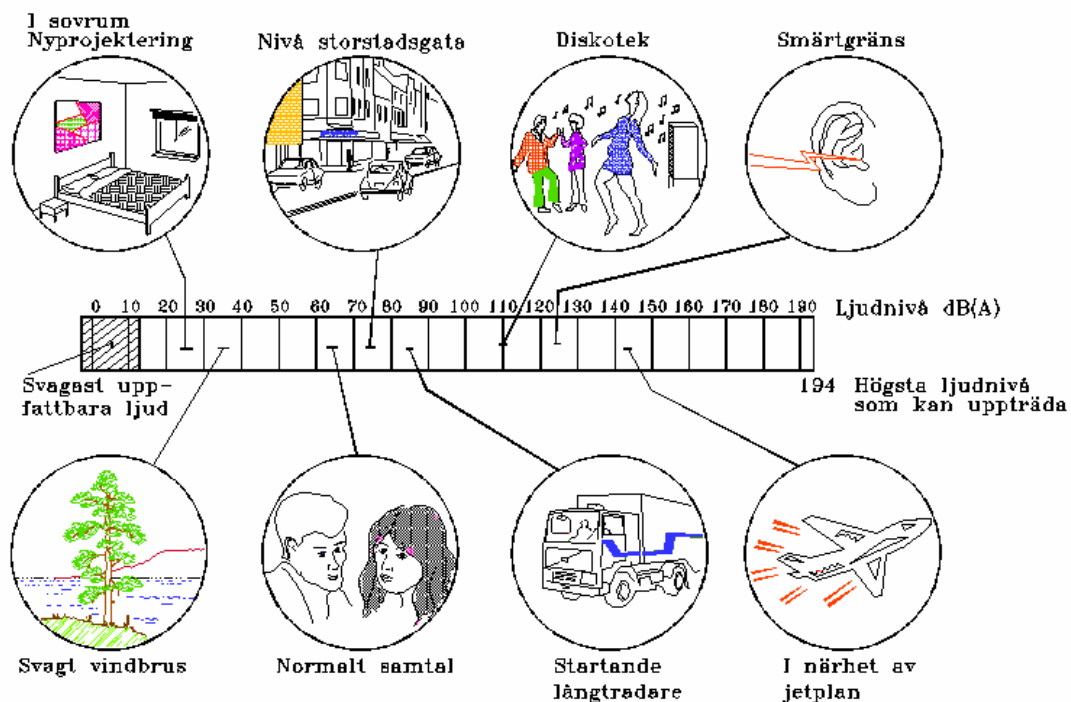 I sovrum
Nyprojektering
Nivå storstadsgata
Diskotek
Smärtgräns
0 10 20 30 40 50 60 70 80 90 100 110 120 130 140 150 160 170 180 190 Ljudnivå dB(A)
Svagast upp-
fattbara ljud
194 Högsta ljudnivå
som kan uppträda
Svagt vindbrus
Normalt samtal
Startande
långtradare
I närhet av
jetplan